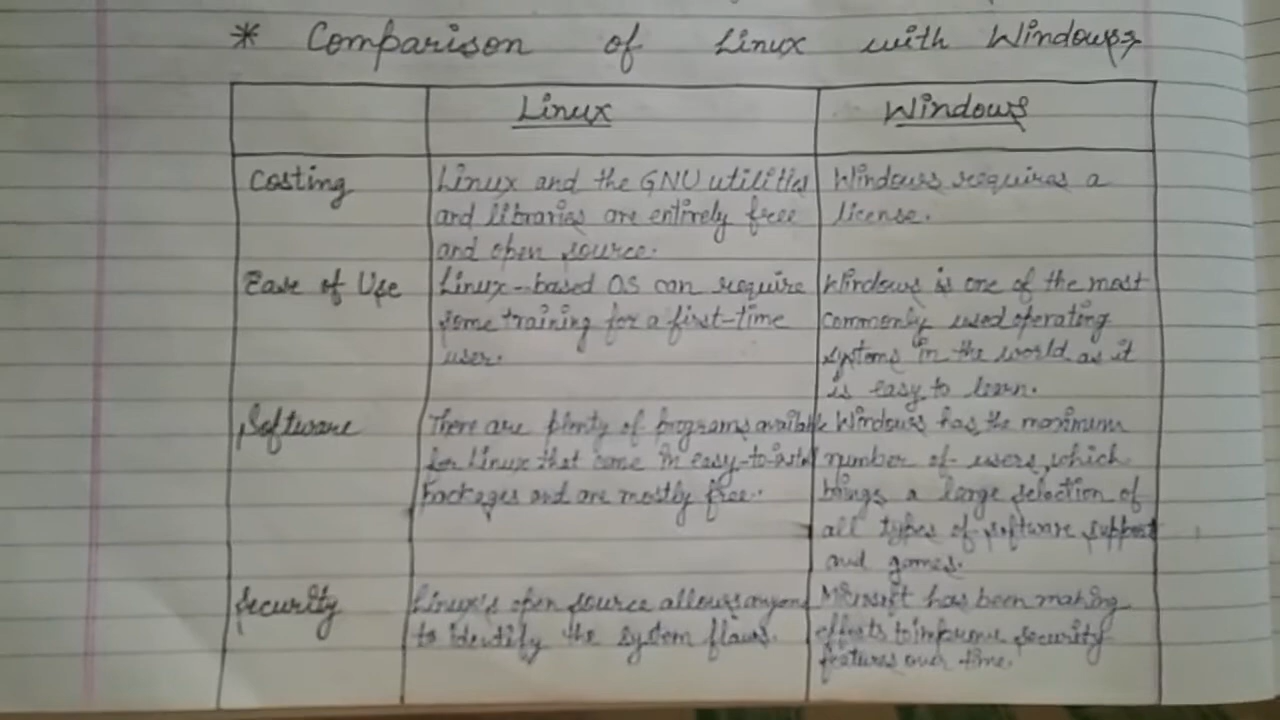 * Comparison of Linux with Windows?
Linux Windows
Costing Linux and the GNU utilities Windows requires a
and libraries are entirely free license.
and open source.
Ease of Use Linux-based OS can require Windows is one of the most
some training for a first-time commonly used operating
user. systems in the world as it
is easy to learn.
Software There are plenty of programs available Windows has the maximum
for Linux that come in easy-to-install number of users, which
packages and are mostly free. brings a large selection of
all types of software support
and games.
Security Linux's open source allows anyone Microsoft has been making
to identify the system flaws. efforts to improve security
features over time.